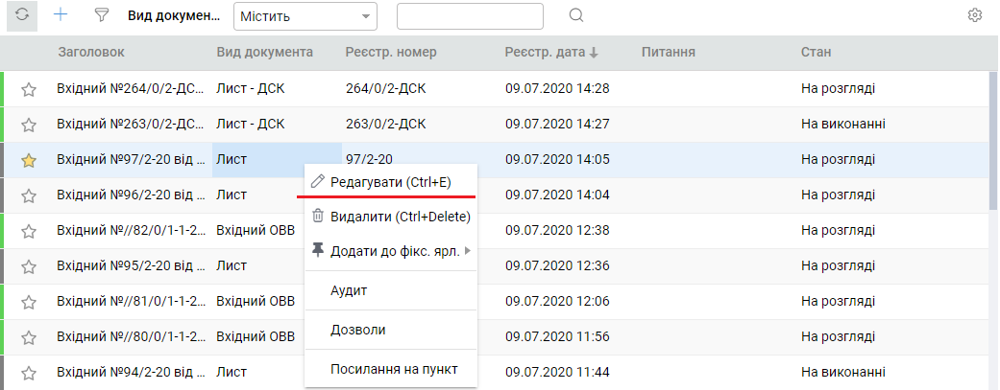 Вид докумен... Містить
Заголовок Вид документа Реєстр. номер Реєстр. дата Питання Стан
Вхідний №264/0/2-ДС... Лист - ДСК 264/0/2-ДСК 09.07.2020 14:28 На розгляді
Вхідний №263/0/2-ДС... Лист - ДСК 263/0/2-ДСК 09.07.2020 14:27 На виконанні
Вхідний №97/2-20 від ... Лист 97/2-20 09.07.2020 14:05 На розгляді
Редагувати (Ctrl+E)
Вхідний №96/2-20 від ... Лист 09.07.2020 14:04 На розгляді
Видалити (Ctrl+Delete)
Вхідний №//82/0/1-1-2... Вхідний ОВВ 09.07.2020 12:38 На розгляді
Додати до фікс. ярл.
Вхідний №95/2-20 від ... Лист 09.07.2020 12:36 На розгляді
Аудит
Вхідний №//81/0/1-1-2... Вхідний ОВВ 09.07.2020 12:06 На розгляді
Дозволи
Вхідний №//80/0/1-1-2... Вхідний ОВВ 09.07.2020 11:56 На розгляді
Посилання на пункт
Вхідний №94/2-20 від ... Лист 09.07.2020 11:44 На виконанні